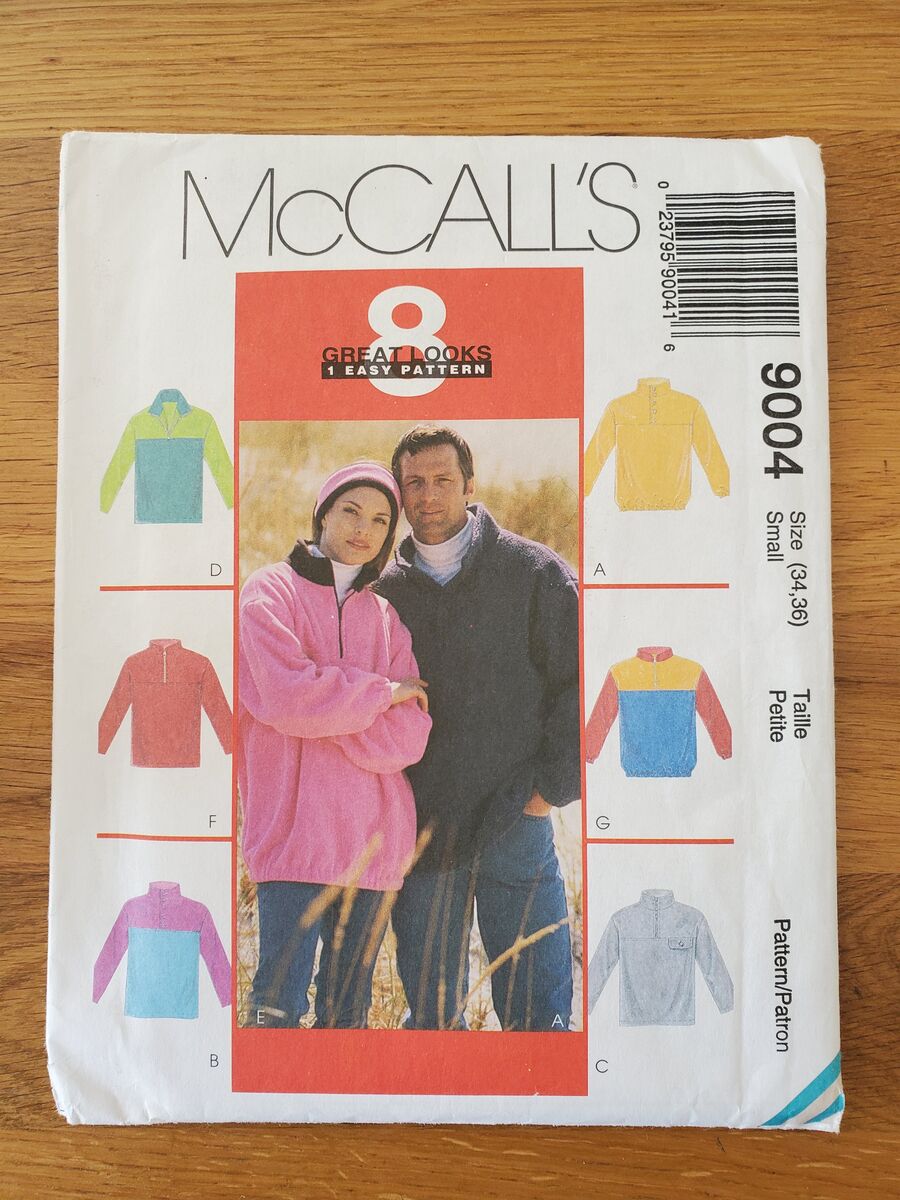 McCALL'S®
0 23795 90041 6
8
GREAT LOOKS
1 EASY PATTERN
9004
Size (34,36)
Small
Taille
Petite
Pattern/Patron
D
A
F
G
B
C
E
A